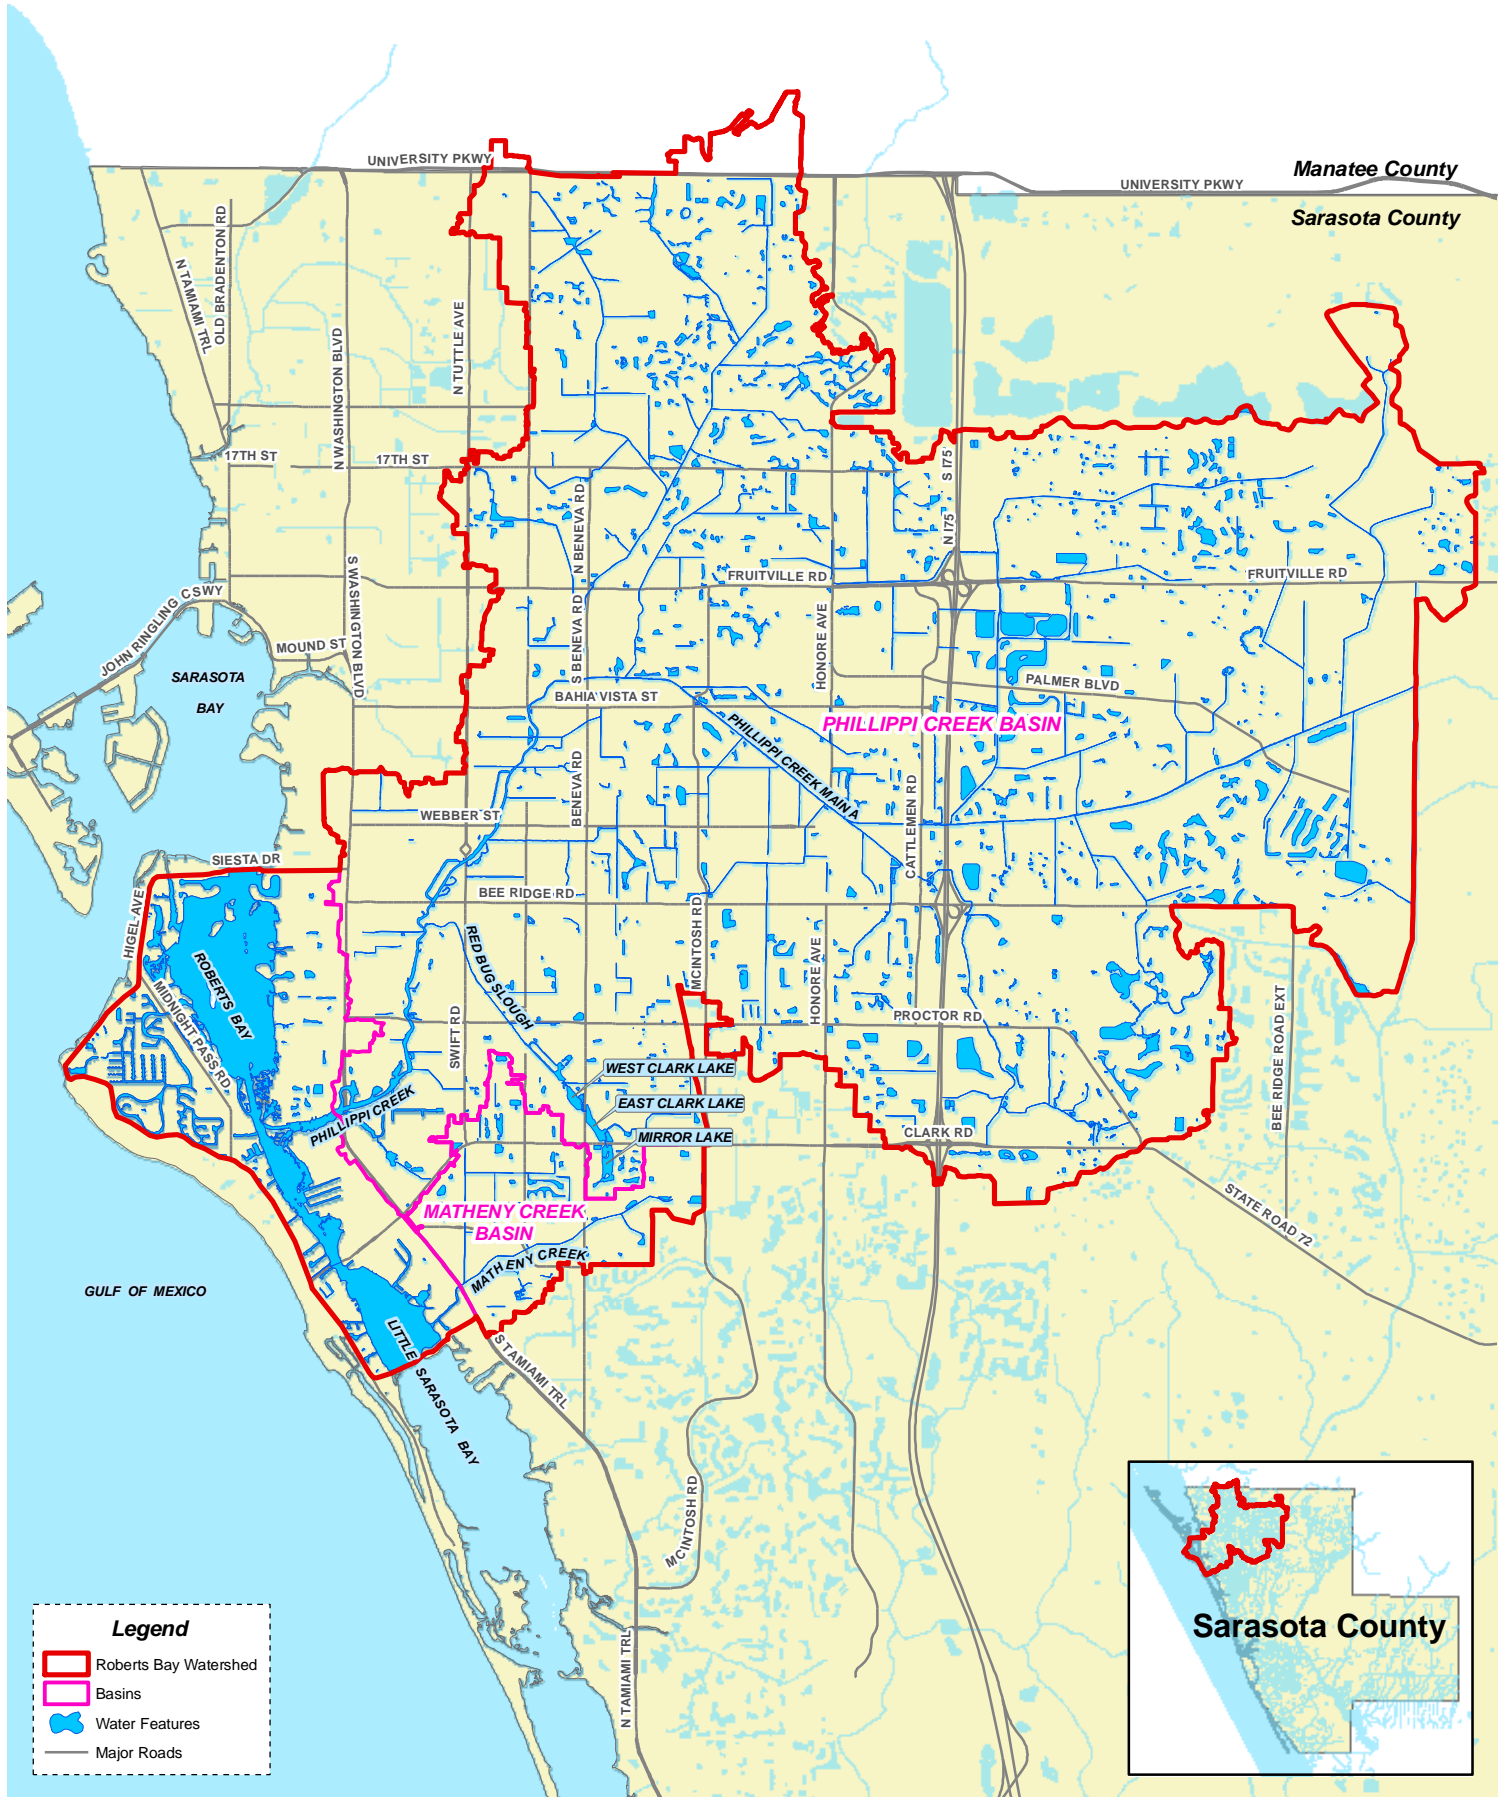 UNIVERSITY PKWY
Manatee County
UNIVERSITY PKWY
Sarasota County
N TAMIAMI TRL
OLD BRADENTON RD
N WASHINGTON BLVD
N TUTTLE AVE
17TH ST
17TH ST
S I75
N I75
N BENEVA RD
FRUITVILLE RD
FRUITVILLE RD
JOHN RINGLING CSWY
S WASHINGTON BLVD
S BENEVA RD
HONORE AVE
MOUND ST
SARASOTA
BAY
BAHIA VISTA ST
PALMER BLVD
PHILLIPPI CREEK BASIN
PHILLIPPI CREEK MAIN A
BENEVA RD
CATTLEMEN RD
WEBBER ST
SIESTA DR
BEE RIDGE RD
HIGEL AVE
MCINTOSH RD
RED BUG SLOUGH
HONORE AVE
ROBERTS BAY
MIDNIGHT PASS RD
SWIFT RD
PROCTOR RD
BEE RIDGE ROAD EXT
WEST CLARK LAKE
EAST CLARK LAKE
PHILLIPPI CREEK
MIRROR LAKE
CLARK RD
STATE ROAD 72
MATHENY CREEK
BASIN
MATHENY CREEK
GULF OF MEXICO
LITTLE SARASOTA BAY
S TAMIAMI TRL
MCINTOSH RD
N TAMIAMI TRL
Legend
Roberts Bay Watershed
Basins
Water Features
Major Roads
Sarasota County